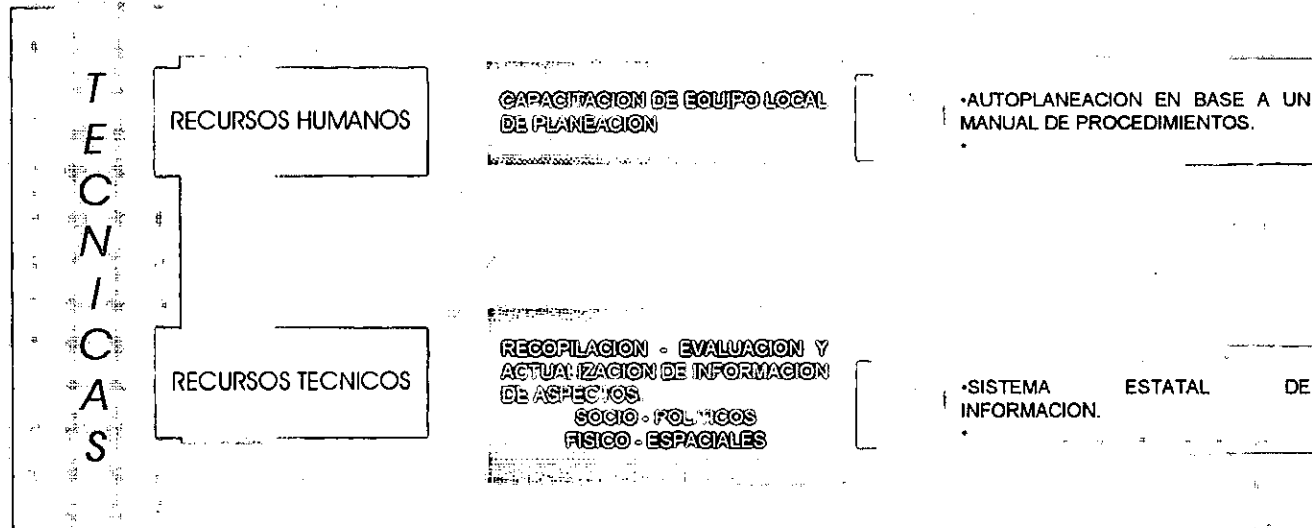 TECNICAS
RECURSOS HUMANOS
CAPACITACION DE EQUIPO LOCAL
DE PLANEACION
•AUTOPLANEACION EN BASE A UN
MANUAL DE PROCEDIMIENTOS.
•
RECURSOS TECNICOS
RECOPILACION - EVALUACION Y
ACTUALIZACION DE INFORMACION
DE ASPECTOS.
SOCIO - POLITICOS
FISICO - ESPACIALES
•SISTEMA ESTATAL DE
INFORMACION.
•